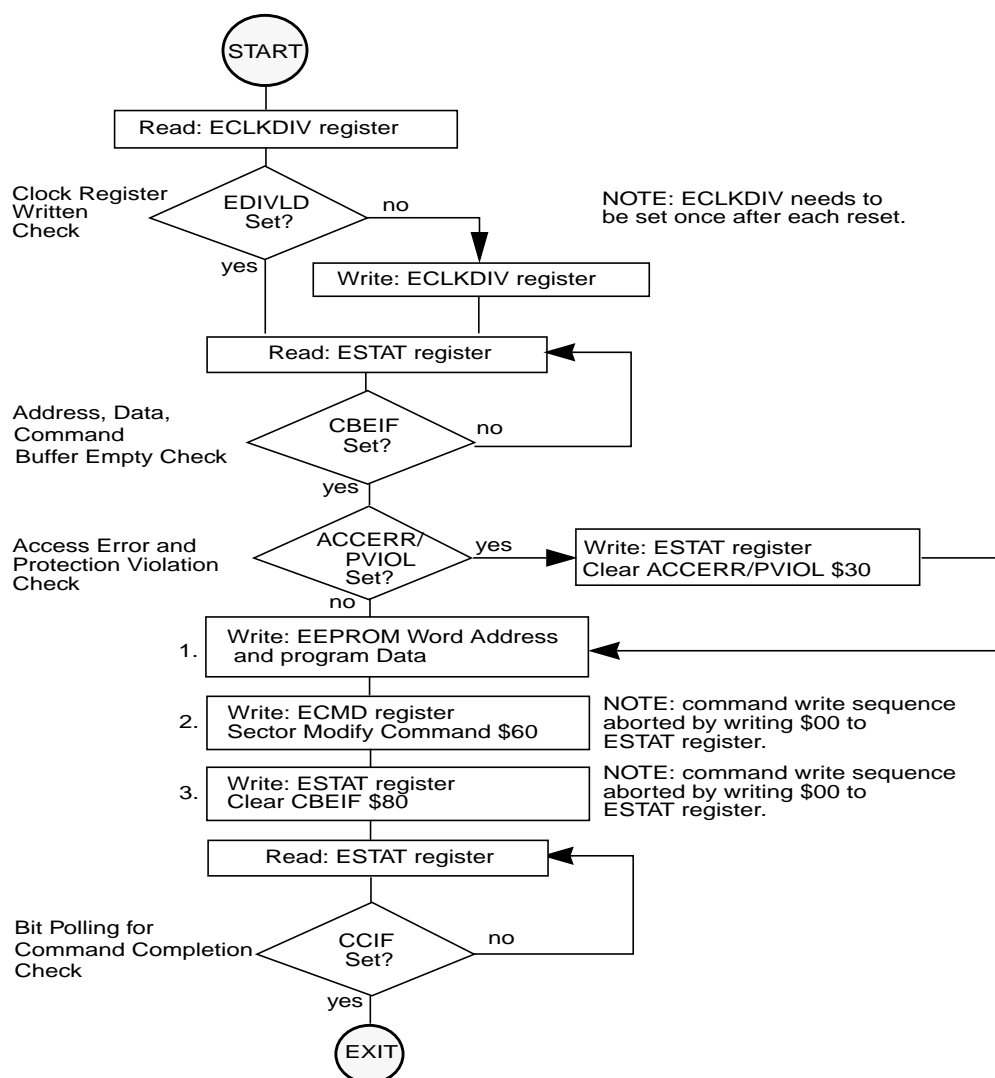 START
Read: ECLKDIV register
Clock Register
Written
Check
EDIVLD
Set?
no
yes
NOTE: ECLKDIV needs to
be set once after each reset.
Write: ECLKDIV register
Read: ESTAT register
Address, Data,
Command
Buffer Empty Check
CBEIF
Set?
no
yes
Access Error and
Protection Violation
Check
ACCERR/
PVIOL
Set?
yes
no
Write: ESTAT register
Clear ACCERR/PVIOL $30
1.
Write: EEPROM Word Address
and program Data
2.
Write: ECMD register
Sector Modify Command $60
NOTE: command write sequence
aborted by writing $00 to
ESTAT register.
3.
Write: ESTAT register
Clear CBEIF $80
NOTE: command write sequence
aborted by writing $00 to
ESTAT register.
Read: ESTAT register
Bit Polling for
Command Completion
Check
CCIF
Set?
no
yes
EXIT